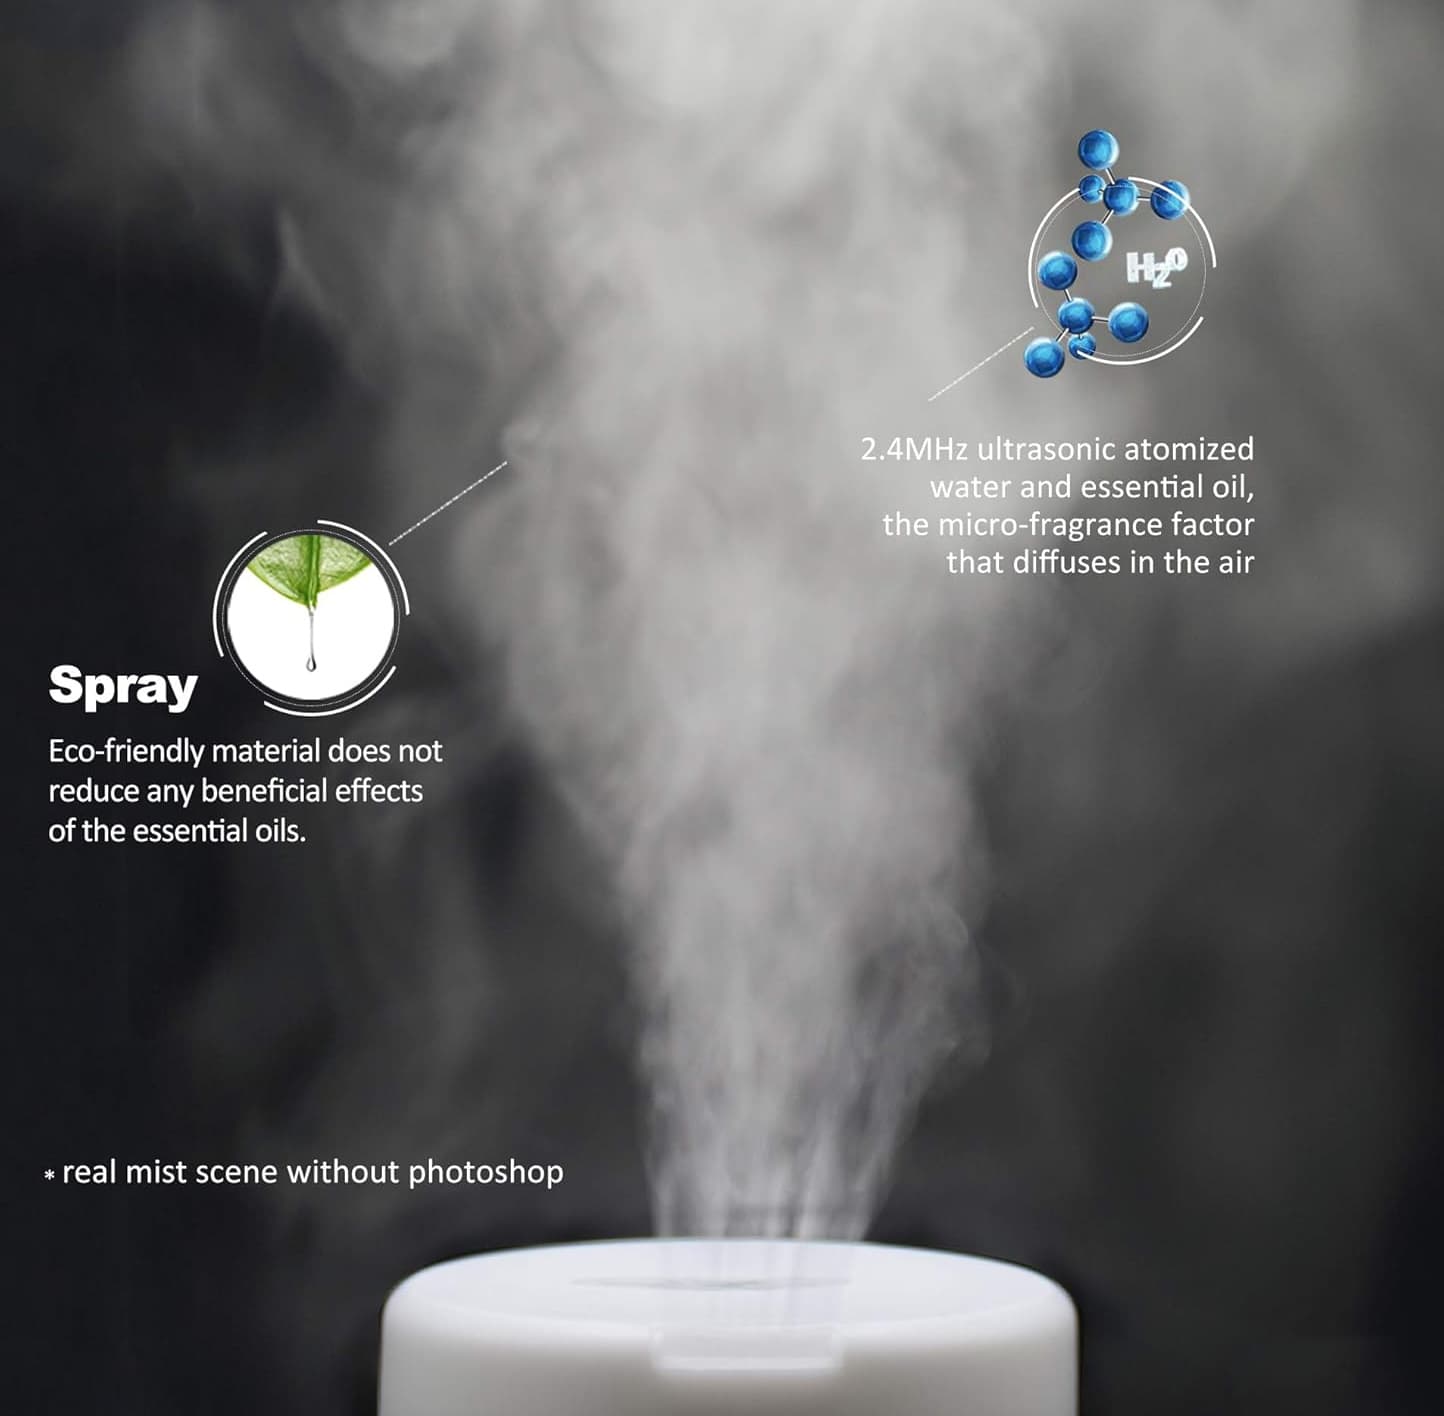 H2O
2.4MHz ultrasonic atomized
water and essential oil,
the micro-fragrance factor
that diffuses in the air
Spray
Eco-friendly material does not
reduce any beneficial effects
of the essential oils.
* real mist scene without photoshop